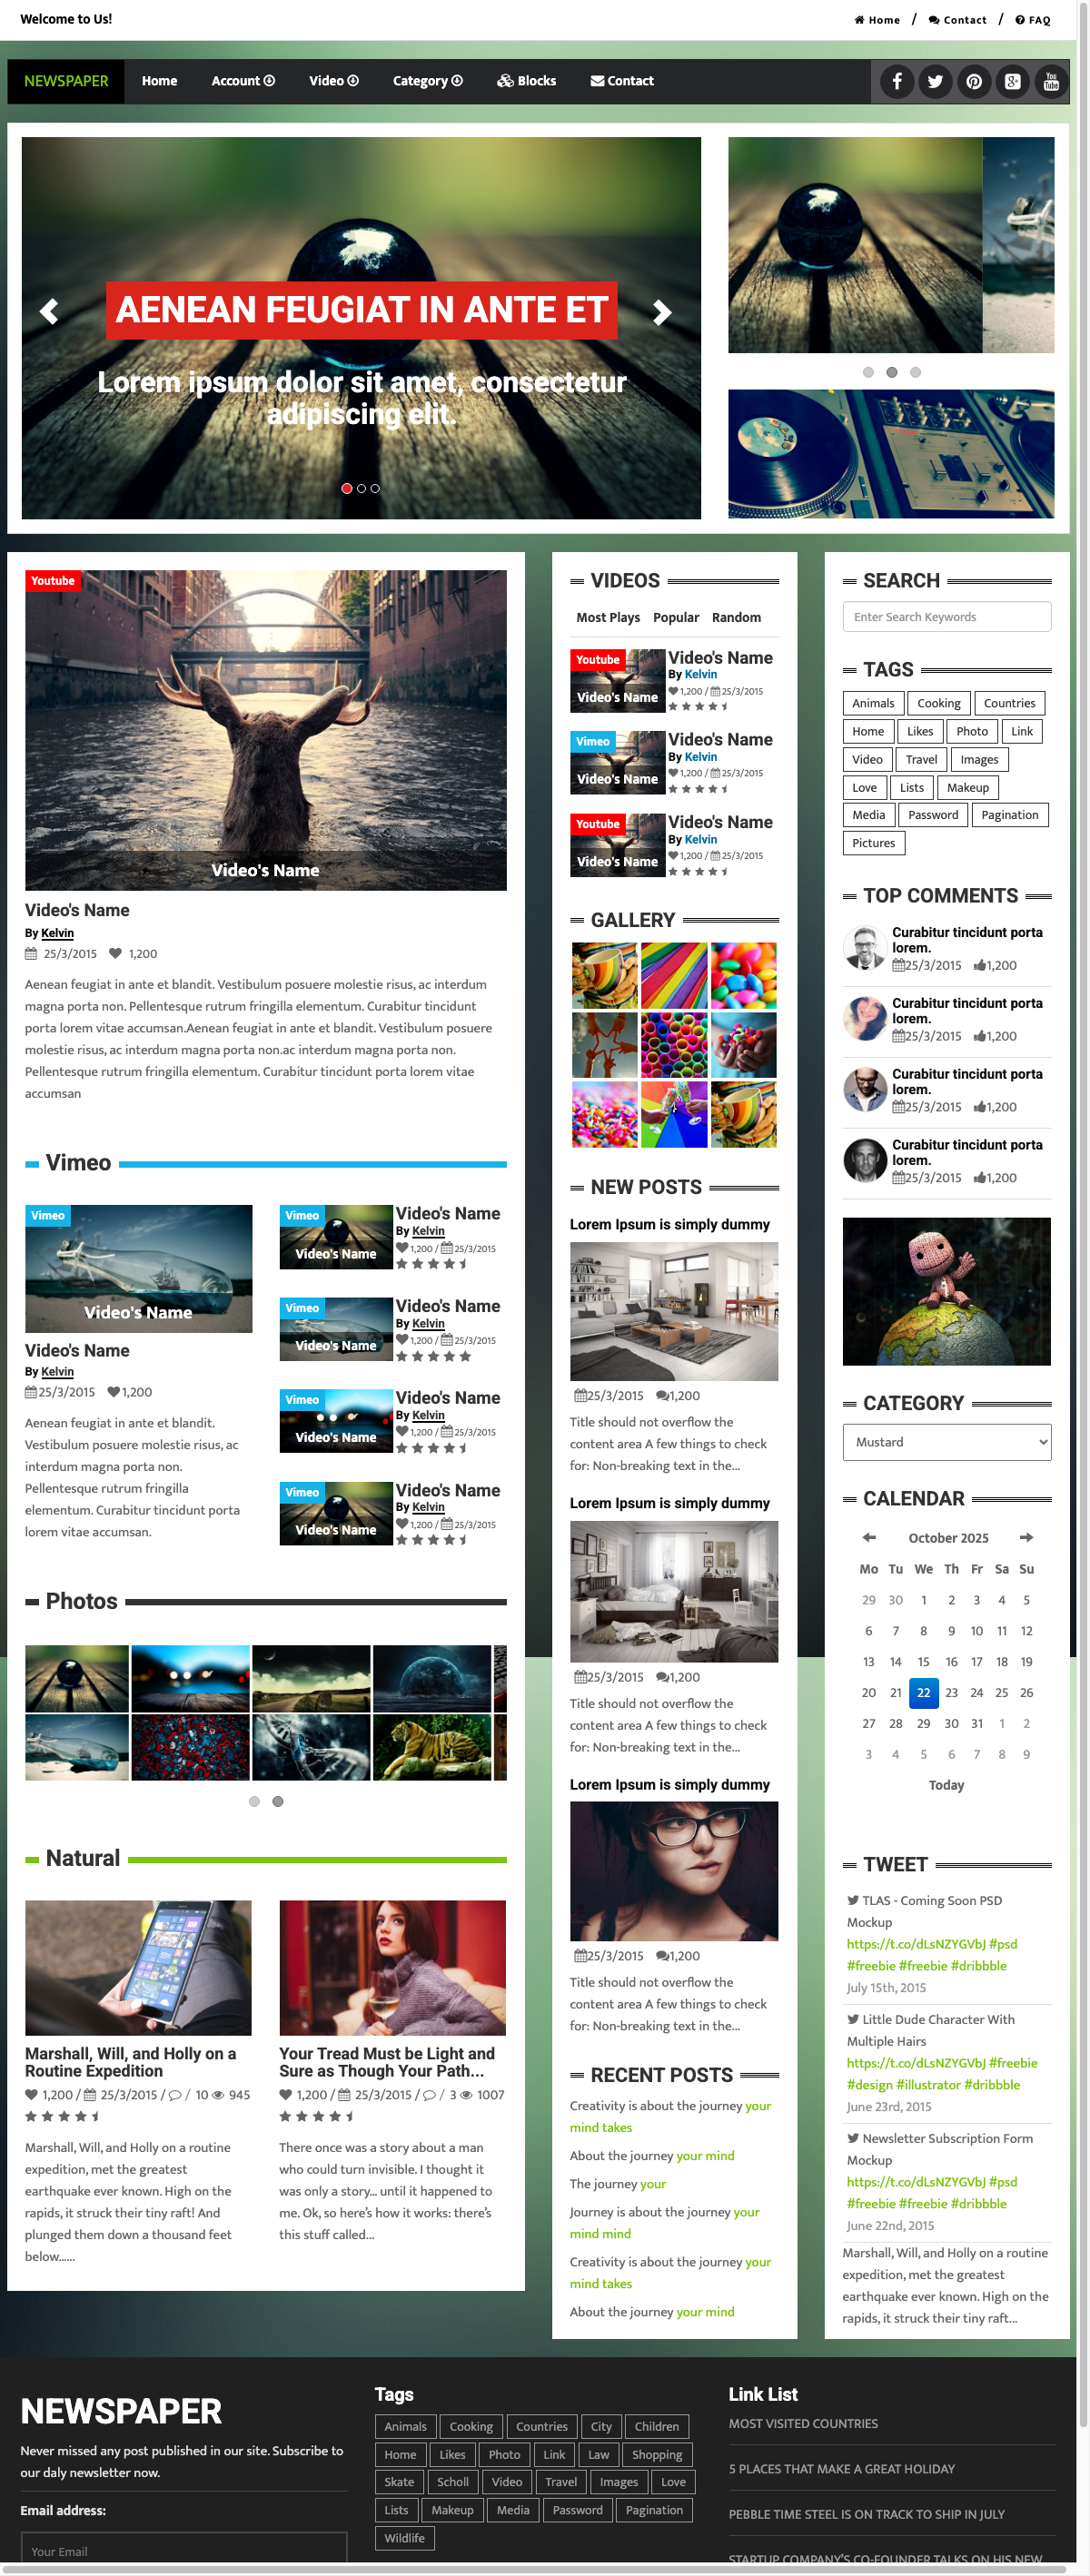 Welcome to Us!
Home / Contact / FAQ
NEWSPAPER
Home Account Video Category Blocks Contact
You
Tube
AENEAN FEUGIAT IN ANTE ET
Lorem ipsum dolor sit amet, consectetur
adipiscing elit.
Youtube
Video's Name
Video's Name
By Kelvin
25/3/2015 1,200
Aenean feugiat in ante et blandit. Vestibulum posuere molestie risus, ac interdum
magna porta non. Pellentesque rutrum fringilla elementum. Curabitur tincidunt
porta lorem vitae accumsan.Aenean feugiat in ante et blandit. Vestibulum posuere
molestie risus, ac interdum magna porta non.ac interdum magna porta non.
Pellentesque rutrum fringilla elementum. Curabitur tincidunt porta lorem vitae
accumsan
Vimeo
Vimeo
Video's Name
Video's Name
By Kelvin
25/3/2015 1,200
Aenean feugiat in ante et blandit.
Vestibulum posuere molestie risus, ac
interdum magna porta non.
Pellentesque rutrum fringilla
elementum. Curabitur tincidunt porta
lorem vitae accumsan.
Vimeo
Video's Name
Video's Name
By Kelvin
1,200 / 25/3/2015
Vimeo
Video's Name
Video's Name
By Kelvin
1,200 / 25/3/2015
Vimeo
Video's Name
Video's Name
By Kelvin
1,200 / 25/3/2015
Vimeo
Video's Name
Video's Name
By Kelvin
1,200 / 25/3/2015
Photos
Natural
Marshall, Will, and Holly on a
Routine Expedition
1,200 / 25/3/2015 / / 10 945
Marshall, Will, and Holly on a routine
expedition, met the greatest
earthquake ever known. High on the
rapids, it struck their tiny raft! And
plunged them down a thousand feet
below……
Your Tread Must be Light and
Sure as Though Your Path...
1,200 / 25/3/2015 / / 3 1007
There once was a story about a man
who could turn invisible. I thought it
was only a story… until it happened to
me. Ok, so here’s how it works: there’s
this stuff called...
VIDEOS
Most Plays Popular Random
Youtube
Video's Name
Video's Name
By Kelvin
1,200 / 25/3/2015
Vimeo
Video's Name
Video's Name
By Kelvin
1,200 / 25/3/2015
Youtube
Video's Name
Video's Name
By Kelvin
1,200 / 25/3/2015
GALLERY
NEW POSTS
Lorem Ipsum is simply dummy
25/3/2015 1,200
Title should not overflow the
content area A few things to check
for: Non-breaking text in the...
Lorem Ipsum is simply dummy
25/3/2015 1,200
Title should not overflow the
content area A few things to check
for: Non-breaking text in the...
Lorem Ipsum is simply dummy
25/3/2015 1,200
Title should not overflow the
content area A few things to check
for: Non-breaking text in the...
RECENT POSTS
Creativity is about the journey your
mind takes
About the journey your mind
The journey your
Journey is about the journey your
mind mind
Creativity is about the journey your
mind takes
About the journey your mind
SEARCH
Enter Search Keywords
TAGS
Animals Cooking Countries
Home Likes Photo Link
Video Travel Images
Love Lists Makeup
Media Password Pagination
Pictures
TOP COMMENTS
Curabitur tincidunt porta
lorem.
25/3/2015 1,200
Curabitur tincidunt porta
lorem.
25/3/2015 1,200
Curabitur tincidunt porta
lorem.
25/3/2015 1,200
Curabitur tincidunt porta
lorem.
25/3/2015 1,200
CATEGORY
Mustard
CALENDAR
October 2025
Mo Tu We Th Fr Sa Su
29 30 1 2 3 4 5
6 7 8 9 10 11 12
13 14 15 16 17 18 19
20 21 22 23 24 25 26
27 28 29 30 31 1 2
3 4 5 6 7 8 9
Today
TWEET
TLAS - Coming Soon PSD
Mockup
https://t.co/dLsNZYGVbJ #psd
#freebie #freebie #dribbble
July 15th, 2015
Little Dude Character With
Multiple Hairs
https://t.co/dLsNZYGVbJ #freebie
#design #illustrator #dribbble
June 23rd, 2015
Newsletter Subscription Form
Mockup
https://t.co/dLsNZYGVbJ #psd
#freebie #freebie #dribbble
June 22nd, 2015
Marshall, Will, and Holly on a routine
expedition, met the greatest
earthquake ever known. High on the
rapids, it struck their tiny raft...
NEWSPAPER
Never missed any post published in our site. Subscribe to
our daly newsletter now.
Email address:
Your Email
Tags
Animals Cooking Countries City Children
Home Likes Photo Link Law Shopping
Skate Scholl Video Travel Images Love
Lists Makeup Media Password Pagination
Wildlife
Link List
MOST VISITED COUNTRIES
5 PLACES THAT MAKE A GREAT HOLIDAY
PEBBLE TIME STEEL IS ON TRACK TO SHIP IN JULY
STARTUP COMPANY'S CO-FOUNDER TALKS ON HIS NEW